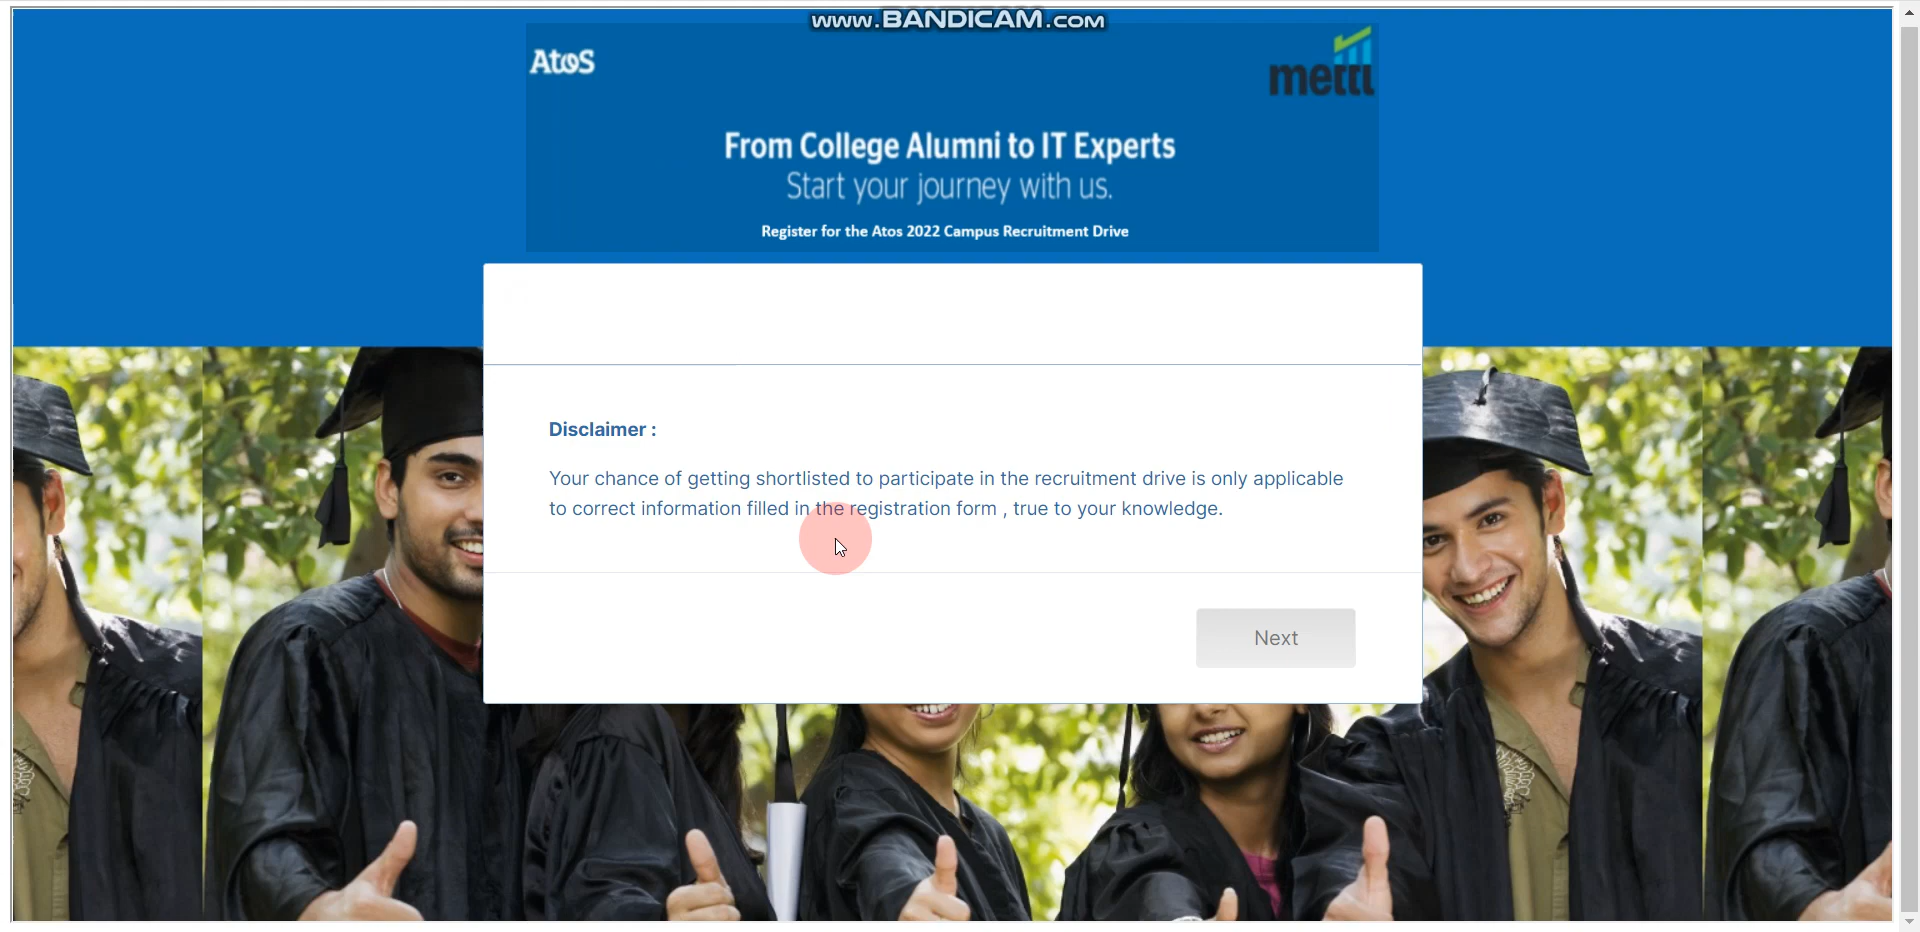 www.BANDICAM.com
Atos
mettl
From College Alumni to IT Experts
Start your journey with us.
Register for the Atos 2022 Campus Recruitment Drive
Disclaimer :
Your chance of getting shortlisted to participate in the recruitment drive is only applicable
to correct information filled in the registration form , true to your knowledge.
Next